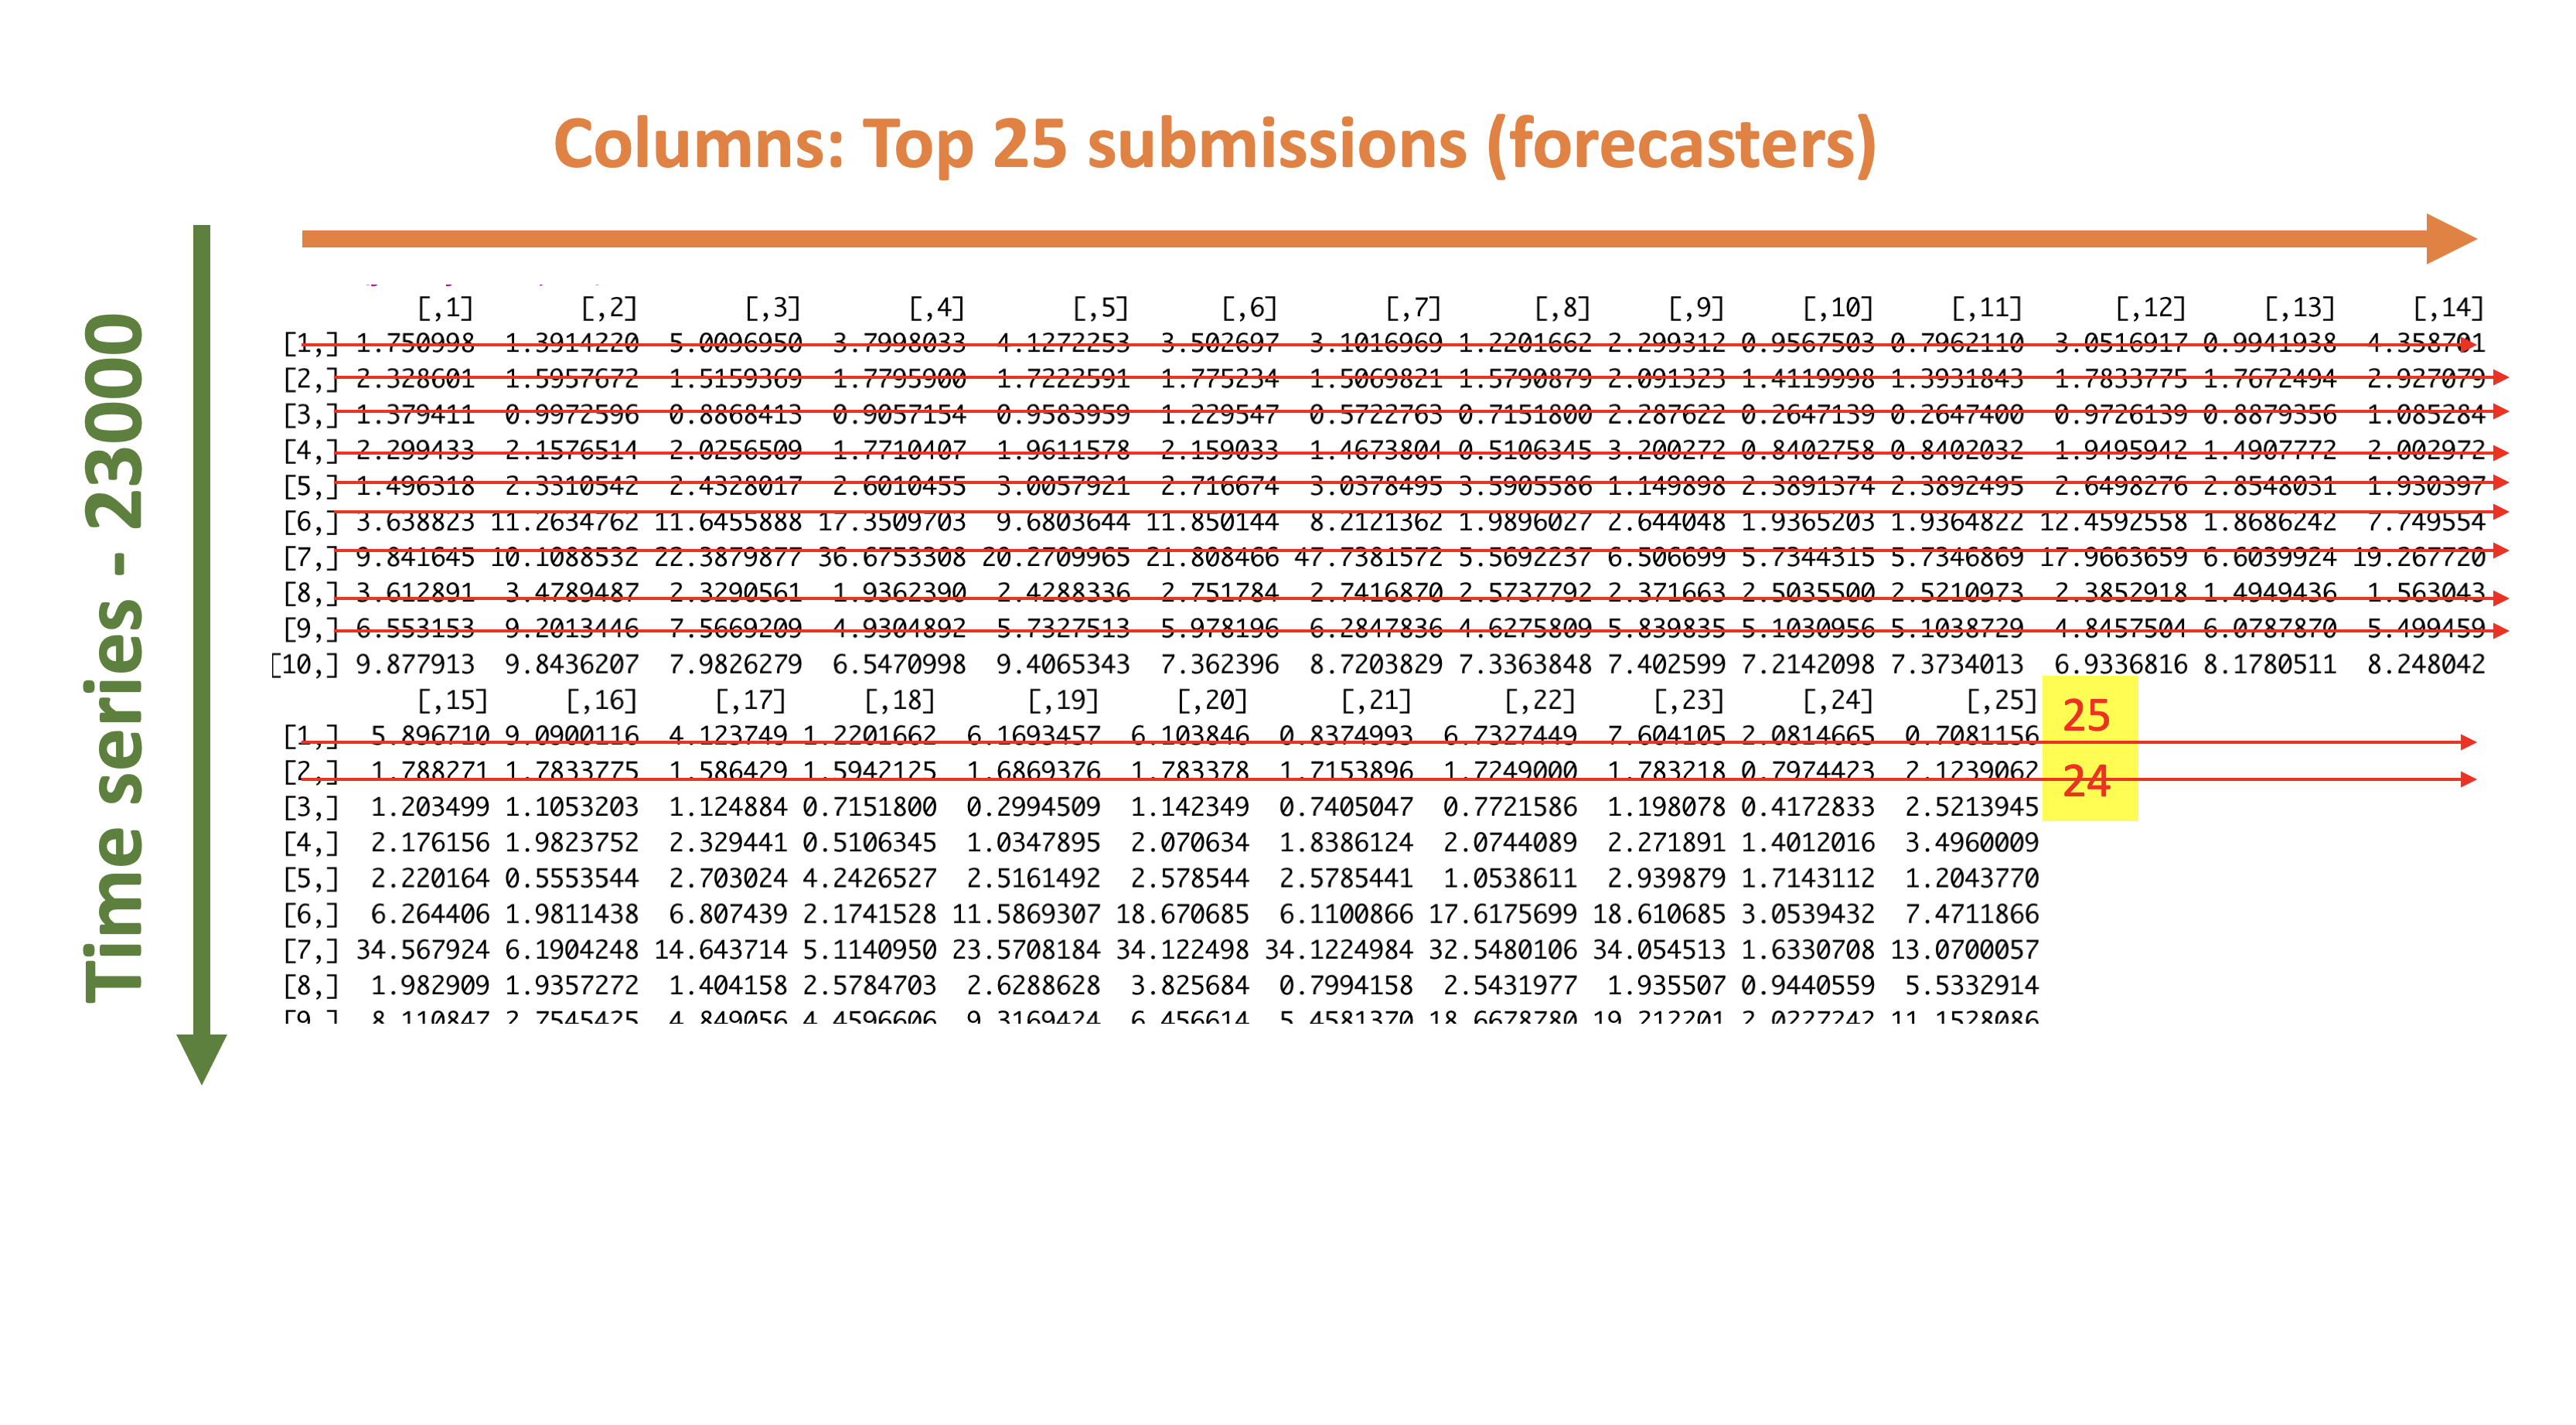 Columns: Top 25 submissions (forecasters)
Time series - 23000
[,1] [,2] [,3] [,4] [,5] [,6] [,7] [,8] [,9] [,10] [,11] [,12] [,13] [,14]
[1,] 1.750998 1.3914220 5.0096950 3.7998033 4.1272253 3.502697 3.1016969 1.2201662 2.299312 0.9567503 0.7962110 3.0516917 0.9941938 4.358701
[2,] 2.328601 1.5957672 1.5159369 1.7795900 1.7222591 1.775234 1.5069821 1.5790879 2.091323 1.4119998 1.3931843 1.7833775 1.7672494 2.927079
[3,] 1.379411 0.9972596 0.8868413 0.9057154 0.9583959 1.229547 0.5722763 0.7151800 2.287622 0.2647139 0.2647400 0.9726139 0.8879356 1.085284
[4,] 2.299433 2.1576514 2.0256509 1.7710407 1.9611578 2.159033 1.4673804 0.5106345 3.200272 0.8402758 0.8402032 1.9495942 1.4907772 2.002972
[5,] 1.496318 2.3310542 2.4328017 2.6010455 3.0057921 2.716674 3.0378495 3.5905586 1.149898 2.3891374 2.3892495 2.6498276 2.8548031 1.930397
[6,] 3.638823 11.2634762 11.6455888 17.3509703 9.6803644 11.850144 8.2121362 1.9896027 2.644048 1.9365203 1.9364822 12.4592558 1.8686242 7.749554
[7,] 9.841645 10.1088532 22.3879877 36.6753308 20.2709965 21.808466 47.7381572 5.5692237 6.506699 5.7344315 5.7346869 17.9663659 6.6039924 19.267720
[8,] 3.612891 3.4789487 2.3290561 1.9362390 2.4288336 2.751784 2.7416870 2.5737792 2.371663 2.5035500 2.5210973 2.3852918 1.4949436 1.563043
[9,] 6.553153 9.2013446 7.5669209 4.9304892 5.7327513 5.978196 6.2847836 4.6275809 5.839835 5.1030956 5.1038729 4.8457504 6.0787870 5.499459
[10,] 9.877913 9.8436207 7.9826279 6.5470998 9.4065343 7.362396 8.7203829 7.3363848 7.402599 7.2142098 7.3734013 6.9336816 8.1780511 8.248042
[,15] [,16] [,17] [,18] [,19] [,20] [,21] [,22] [,23] [,24] [,25]
25
[1,] 5.896710 9.0900116 4.123749 1.2201662 6.1693457 6.103846 0.8374993 6.7327449 7.604105 2.0814665 0.7081156
[2,] 1.788271 1.7833775 1.586429 1.5942125 1.6869376 1.783378 1.7153896 1.7249000 1.783218 0.7974423 2.1239062
24
[3,] 1.203499 1.1053203 1.124884 0.7151800 0.2994509 1.142349 0.7405047 0.7721586 1.198078 0.4172833 2.5213945
[4,] 2.176156 1.9823752 2.329441 0.5106345 1.0347895 2.070634 1.8386124 2.0744089 2.271891 1.4012016 3.4960009
[5,] 2.220164 0.5553544 2.703024 4.2426527 2.5161492 2.578544 2.5785441 1.0538611 2.939879 1.7143112 1.2043770
[6,] 6.264406 1.9811438 6.807439 2.1741528 11.5869307 18.670685 6.1100866 17.6175699 18.610685 3.0539432 7.4711866
[7,] 34.567924 6.1904248 14.643714 5.1140950 23.5708184 34.122498 34.1224984 32.5480106 34.054513 1.6330708 13.0700057
[8,] 1.982909 1.9357272 1.404158 2.5784703 2.6288628 3.825684 0.7994158 2.5431977 1.935507 0.9440559 5.5332914
[9,] 8.110847 2.7545425 4.849056 4.4596606 9.3169424 6.456614 5.4581370 18.6678780 19.212201 2.0227242 11.1528086